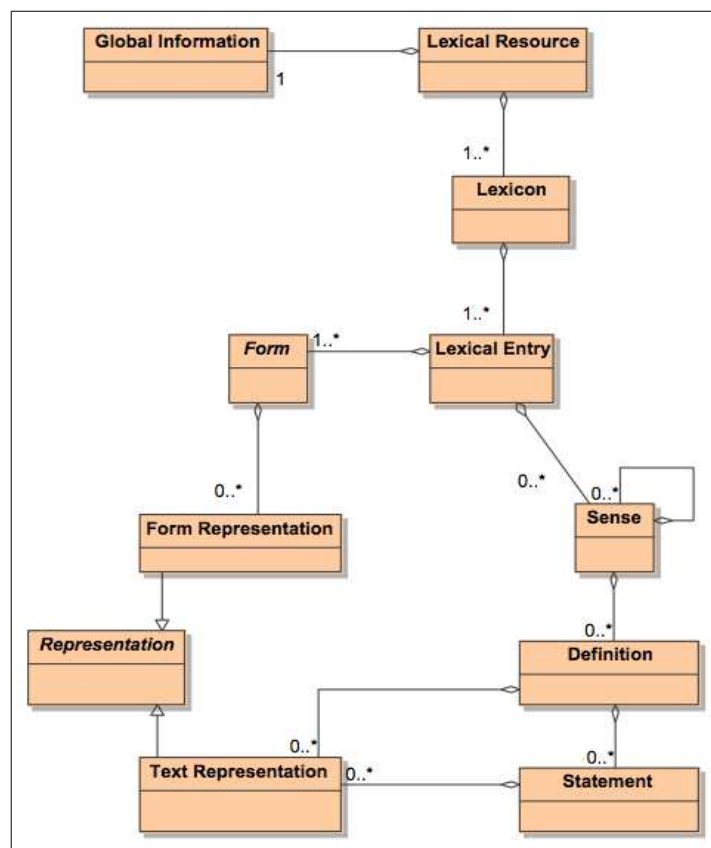 Global Information
Lexical Resource
1
1..*
Lexicon
1..*
Form
1..*
Lexical Entry
0..*
0..*
0..*
Form Representation
Sense
Representation
0..*
Definition
0..*
0..*
Text Representation
0..*
Statement